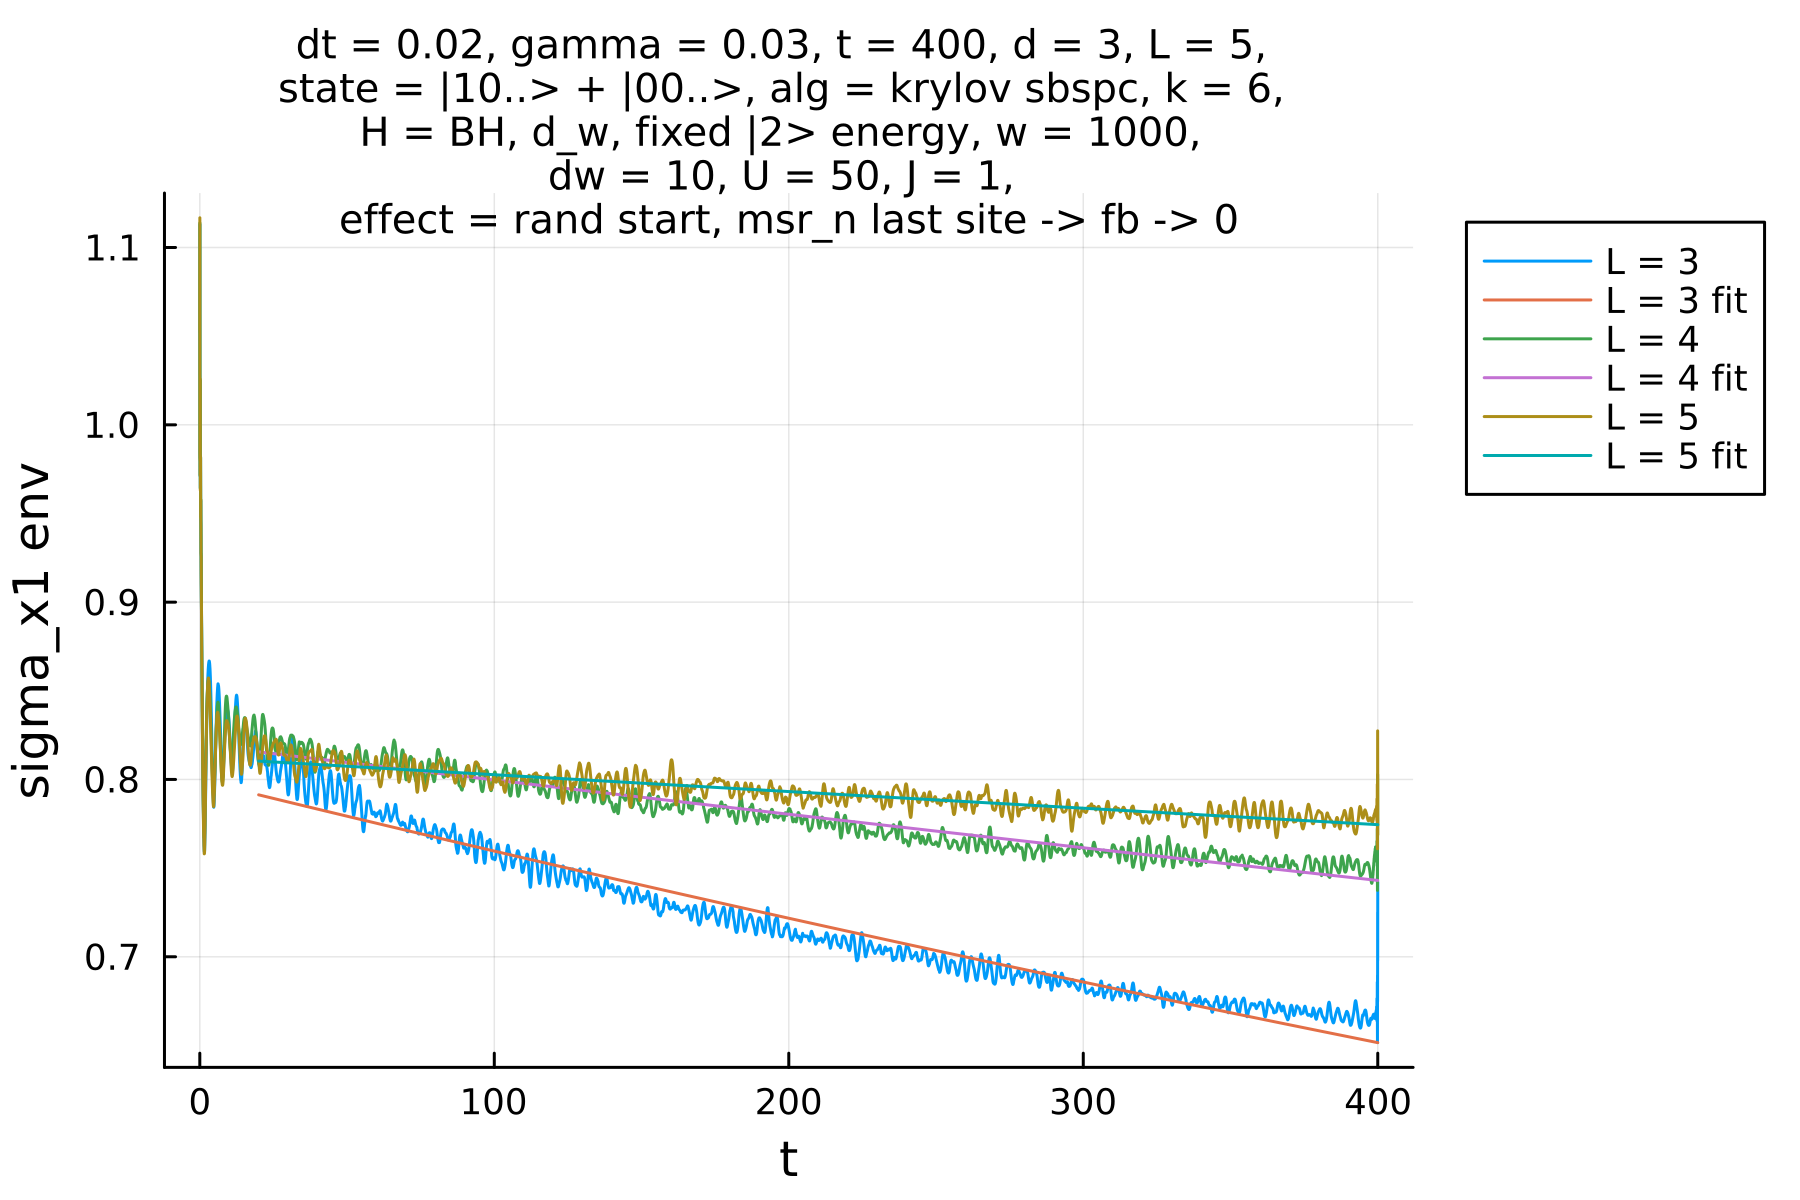 dt = 0.02, gamma = 0.03, t = 400, d = 3, L = 5,
state = |10..> + |00..>, alg = krylov sbspc, k = 6,
H = BH, d_w, fixed |2> energy, w = 1000,
dw = 10, U = 50, J = 1,
effect = rand start, msr_n last site -> fb -> 0
sigma_x1 env
1.1
1.0
0.9
0.8
0.7
0 100 200 300 400
t
L = 3
L = 3 fit
L = 4
L = 4 fit
L = 5
L = 5 fit